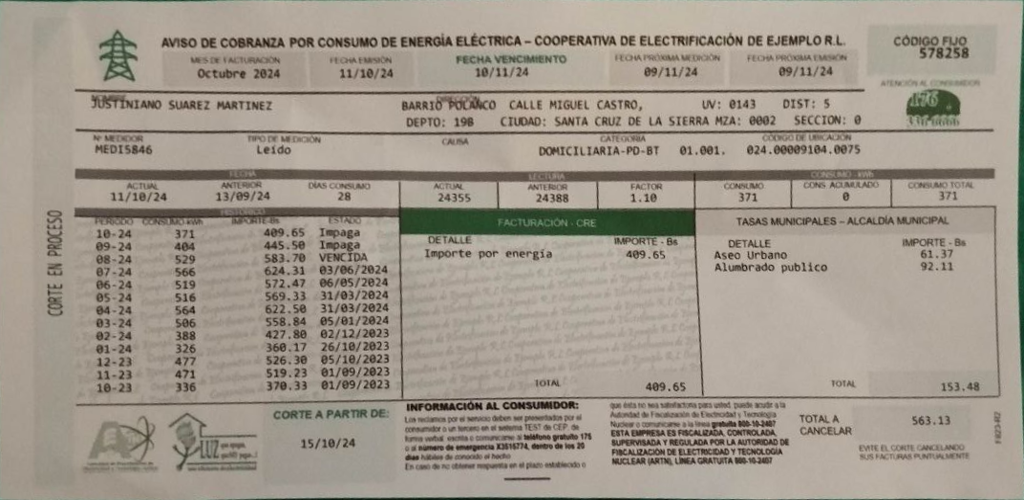 AVISO DE COBRANZA POR CONSUMO DE ENERGÍA ELÉCTRICA – COOPERATIVA DE ELECTRIFICACIÓN DE EJEMPLO R.L.
CÓDIGO FIJO
578258
MES DE FACTURACIÓN FECHA EMISIÓN FECHA VENCIMIENTO FECHA PRÓXIMA MEDICIÓN FECHA PRÓXIMA EMISIÓN
Octubre 2024 11/10/24 10/11/24 09/11/24 09/11/24
ATENCIÓN AL CONSUMIDOR
176
NOMBRE DIRECCIÓN
JUSTINIANO SUAREZ MARTINEZ BARRIO POLANCO CALLE MIGUEL CASTRO, UV: 0143 DIST: 5
DEPTO: 19B CIUDAD: SANTA CRUZ DE LA SIERRA MZA: 0002 SECCION: 0
Nº MEDIDOR TIPO DE MEDICIÓN CAUSA CATEGORIA CÓDIGO DE UBICACIÓN
MEDI5846 Leído DOMICILIARIA-PD-BT 01.001. 024.00009104.0075
FECHA LECTURA CONSUMO - kWh
ACTUAL ANTERIOR DÍAS CONSUMO ACTUAL ANTERIOR FACTOR CONSUMO CONS ACUMULADO CONSUMO TOTAL
11/10/24 13/09/24 28 24355 24388 1.10 371 0 371
HISTÓRICO
PERIODO CONSUMO kWh IMPORTE-Bs ESTADO
10-24 371 409.65 Impaga
09-24 404 445.50 Impaga
08-24 529 583.70 VENCIDA
07-24 566 624.31 03/06/2024
06-24 519 572.47 06/05/2024
05-24 516 569.33 31/03/2024
04-24 564 622.50 31/03/2024
03-24 506 558.84 05/01/2024
02-24 388 427.80 02/12/2023
01-24 326 360.17 26/10/2023
12-23 477 526.30 05/10/2023
11-23 471 519.23 01/09/2023
10-23 336 370.33 01/09/2023
FACTURACIÓN - CRE
DETALLE IMPORTE - Bs
Importe por energía 409.65
TOTAL 409.65
TASAS MUNICIPALES – ALCALDÍA MUNICIPAL
DETALLE IMPORTE - Bs
Aseo Urbano 61.37
Alumbrado publico 92.11
TOTAL 153.48
CORTE EN PROCESO
LUZ
CORTE A PARTIR DE:
15/10/24
INFORMACIÓN AL CONSUMIDOR:
Los reclamos por el servicio deben ser presentados por el
consumidor o un tercero en el sistema TEST de CEP, de
forma verbal, escrita o comunicarse al teléfono gratuito 175
o al número de emergencia X3516774, dentro de los 20
días hábiles de conocido el hecho
En caso de no obtener respuesta en el plazo establecido o
que ésta no sea satisfactoria para usted, puede acudir a la
Autoridad de Fiscalización de Electricidad y Tecnología
Nuclear o comunicarse a la línea gratuita 800-10-2407
ESTA EMPRESA ES FISCALIZADA, CONTROLADA,
SUPERVISADA Y REGULADA POR LA AUTORIDAD DE
FISCALIZACIÓN DE ELECTRICIDAD Y TECNOLOGÍA
NUCLEAR (ARTN), LÍNEA GRATUITA 800-10-2407
TOTAL A
CANCELAR
563.13
EVITE EL CORTE CANCELANDO
SUS FACTURAS PUNTUALMENTE